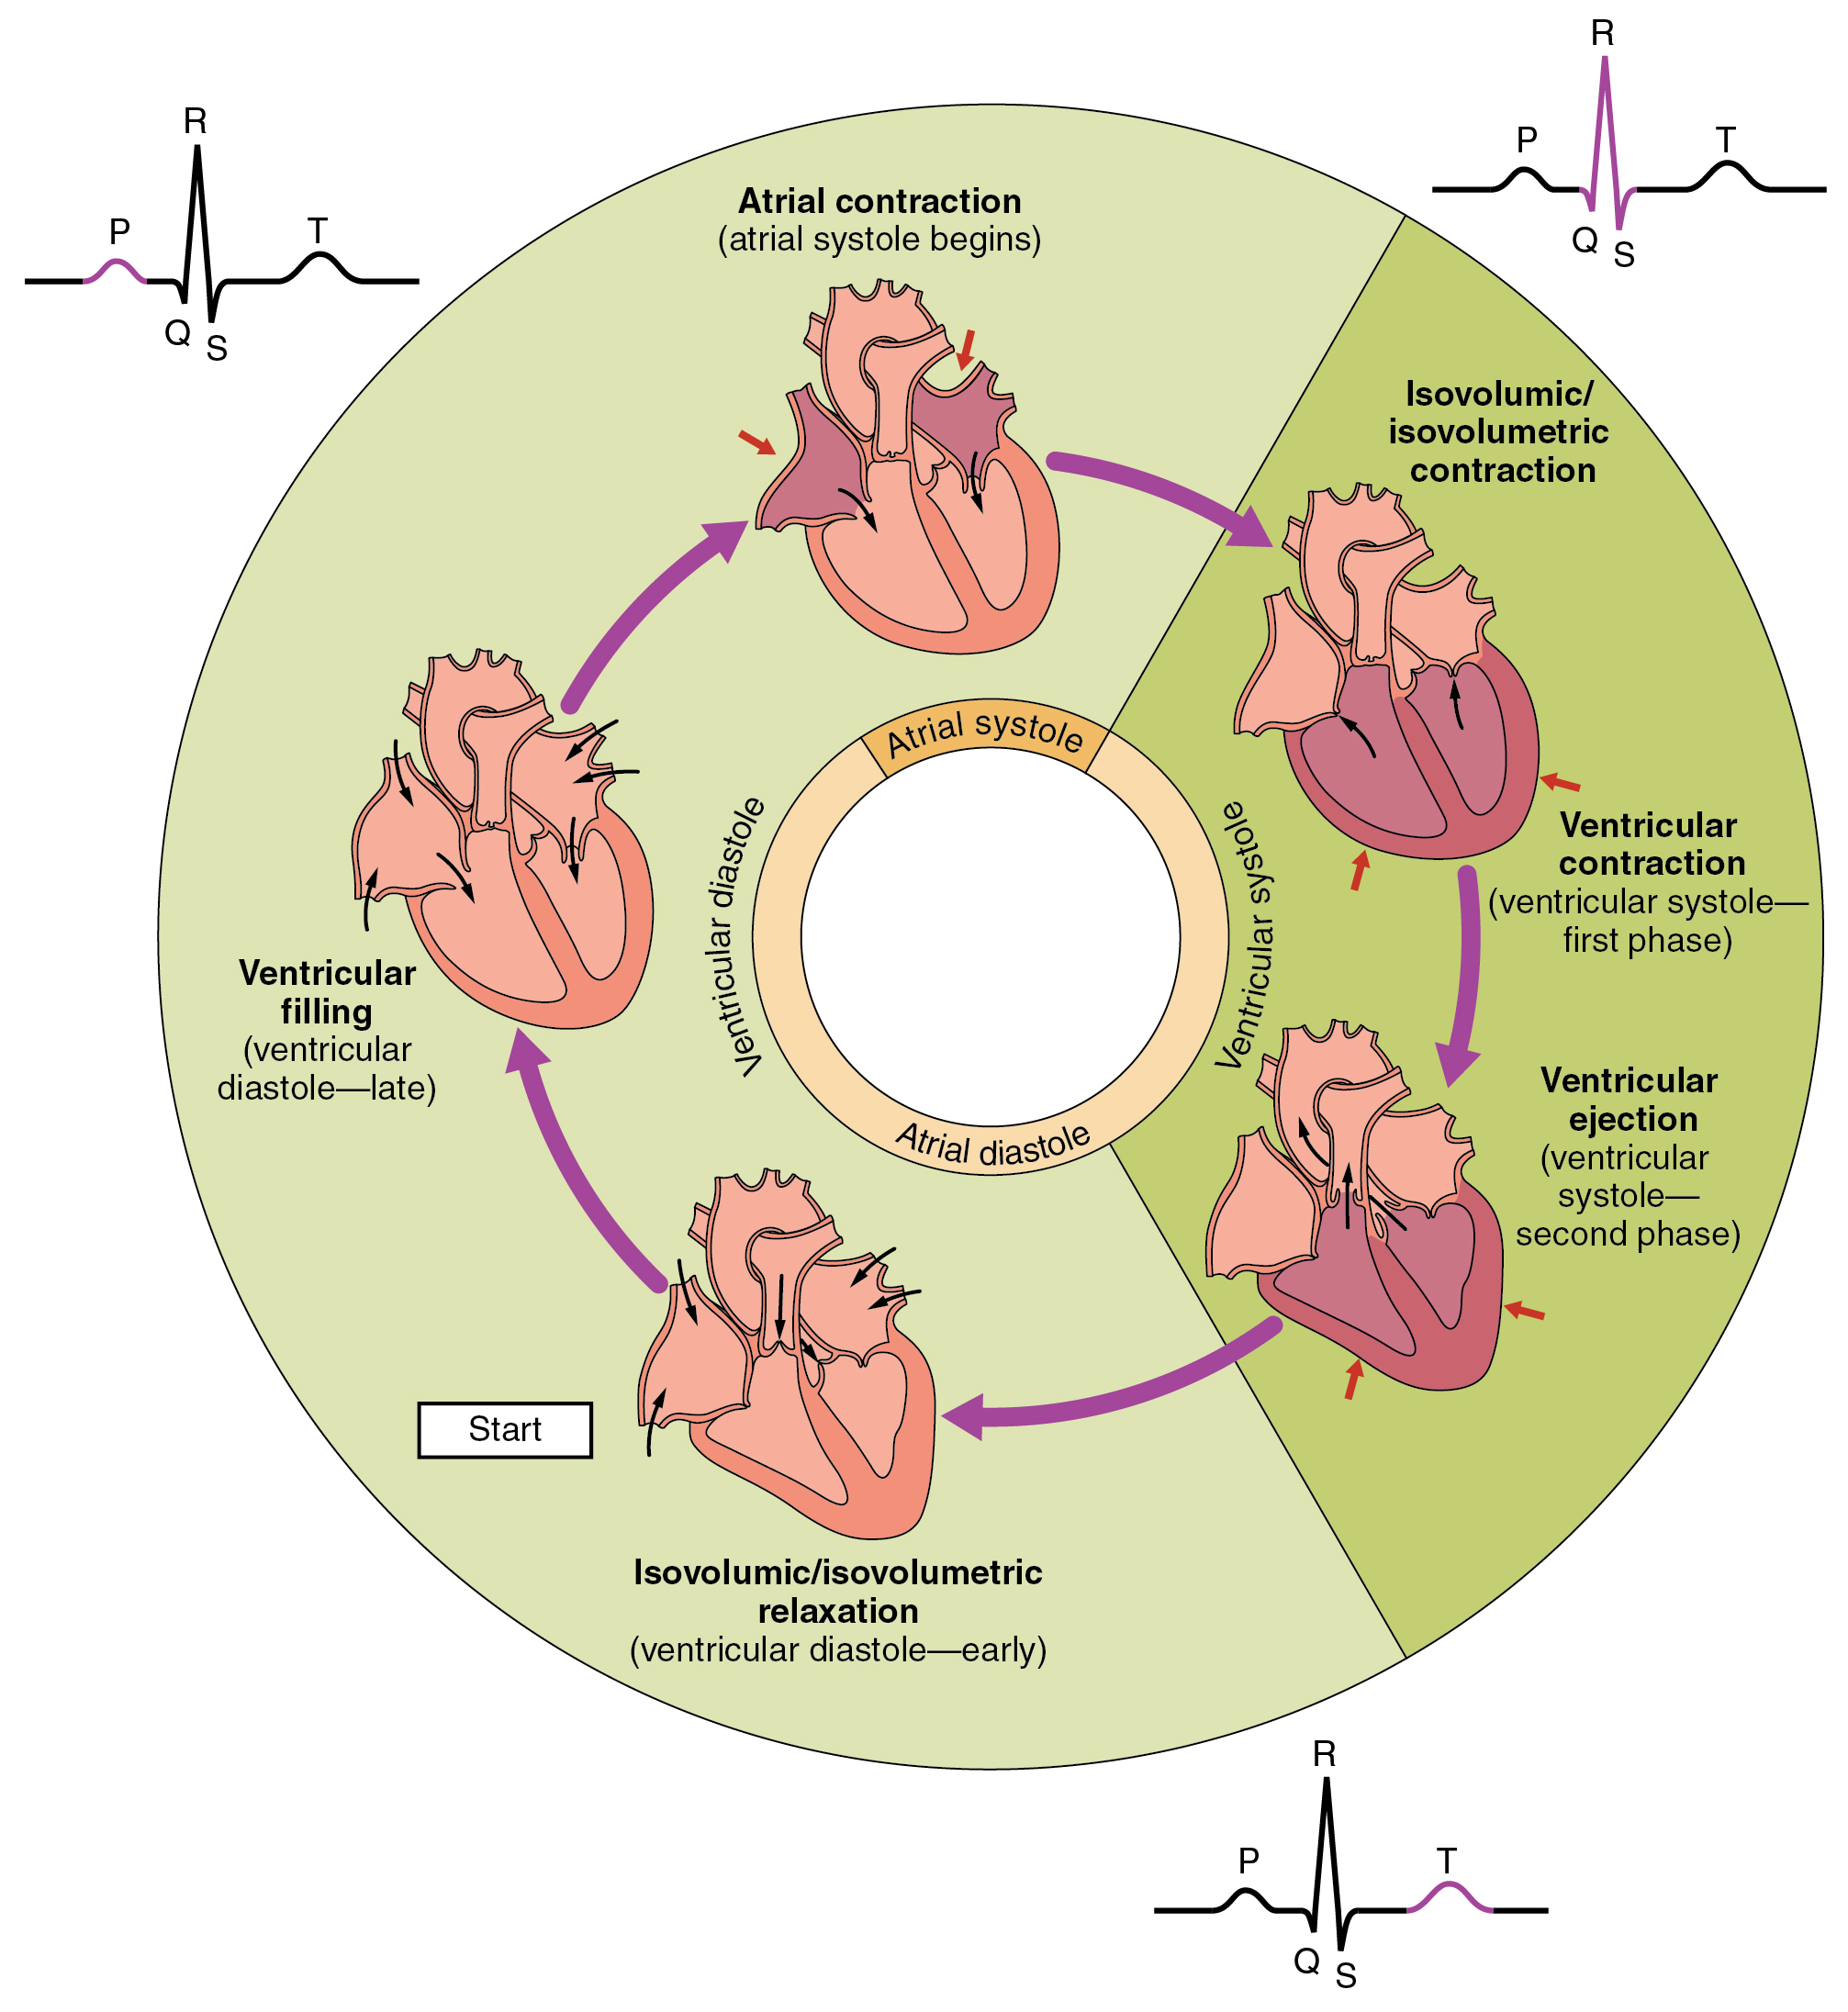 R
P
T
Q
S
R
P
T
Q
S
Atrial contraction
(atrial systole begins)
Isovolumic/
isovolumetric
contraction
Atrial systole
Ventricular diastole
Ventricular systole
Atrial diastole
Ventricular
contraction
(ventricular systole—
first phase)
Ventricular
filling
(ventricular
diastole—late)
Ventricular
ejection
(ventricular
systole—
second phase)
Start
Isovolumic/isovolumetric
relaxation
(ventricular diastole—early)
R
P
T
Q
S